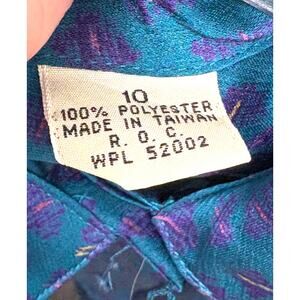 10
100% POLYESTER
MADE IN TAIWAN
R. O. C.
WPL 52002